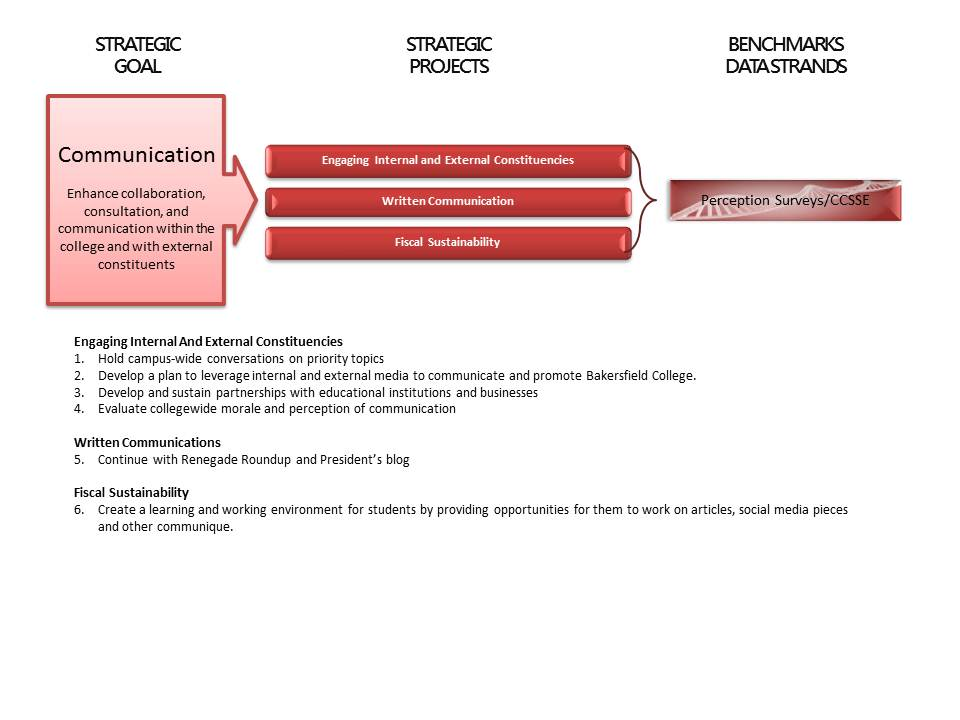 STRATEGIC
GOAL
STRATEGIC
PROJECTS
BENCHMARKS
DATA STRANDS
Communication
Enhance collaboration,
consultation, and
communication within the
college and with external
constituents
Engaging Internal and External Constituencies
Written Communication
Fiscal Sustainability
Perception Surveys/CCSSE
Engaging Internal And External Constituencies
1. Hold campus-wide conversations on priority topics
2. Develop a plan to leverage internal and external media to communicate and promote Bakersfield College.
3. Develop and sustain partnerships with educational institutions and businesses
4. Evaluate collegewide morale and perception of communication
Written Communications
5. Continue with Renegade Roundup and President’s blog
Fiscal Sustainability
6. Create a learning and working environment for students by providing opportunities for them to work on articles, social media pieces
and other communique.